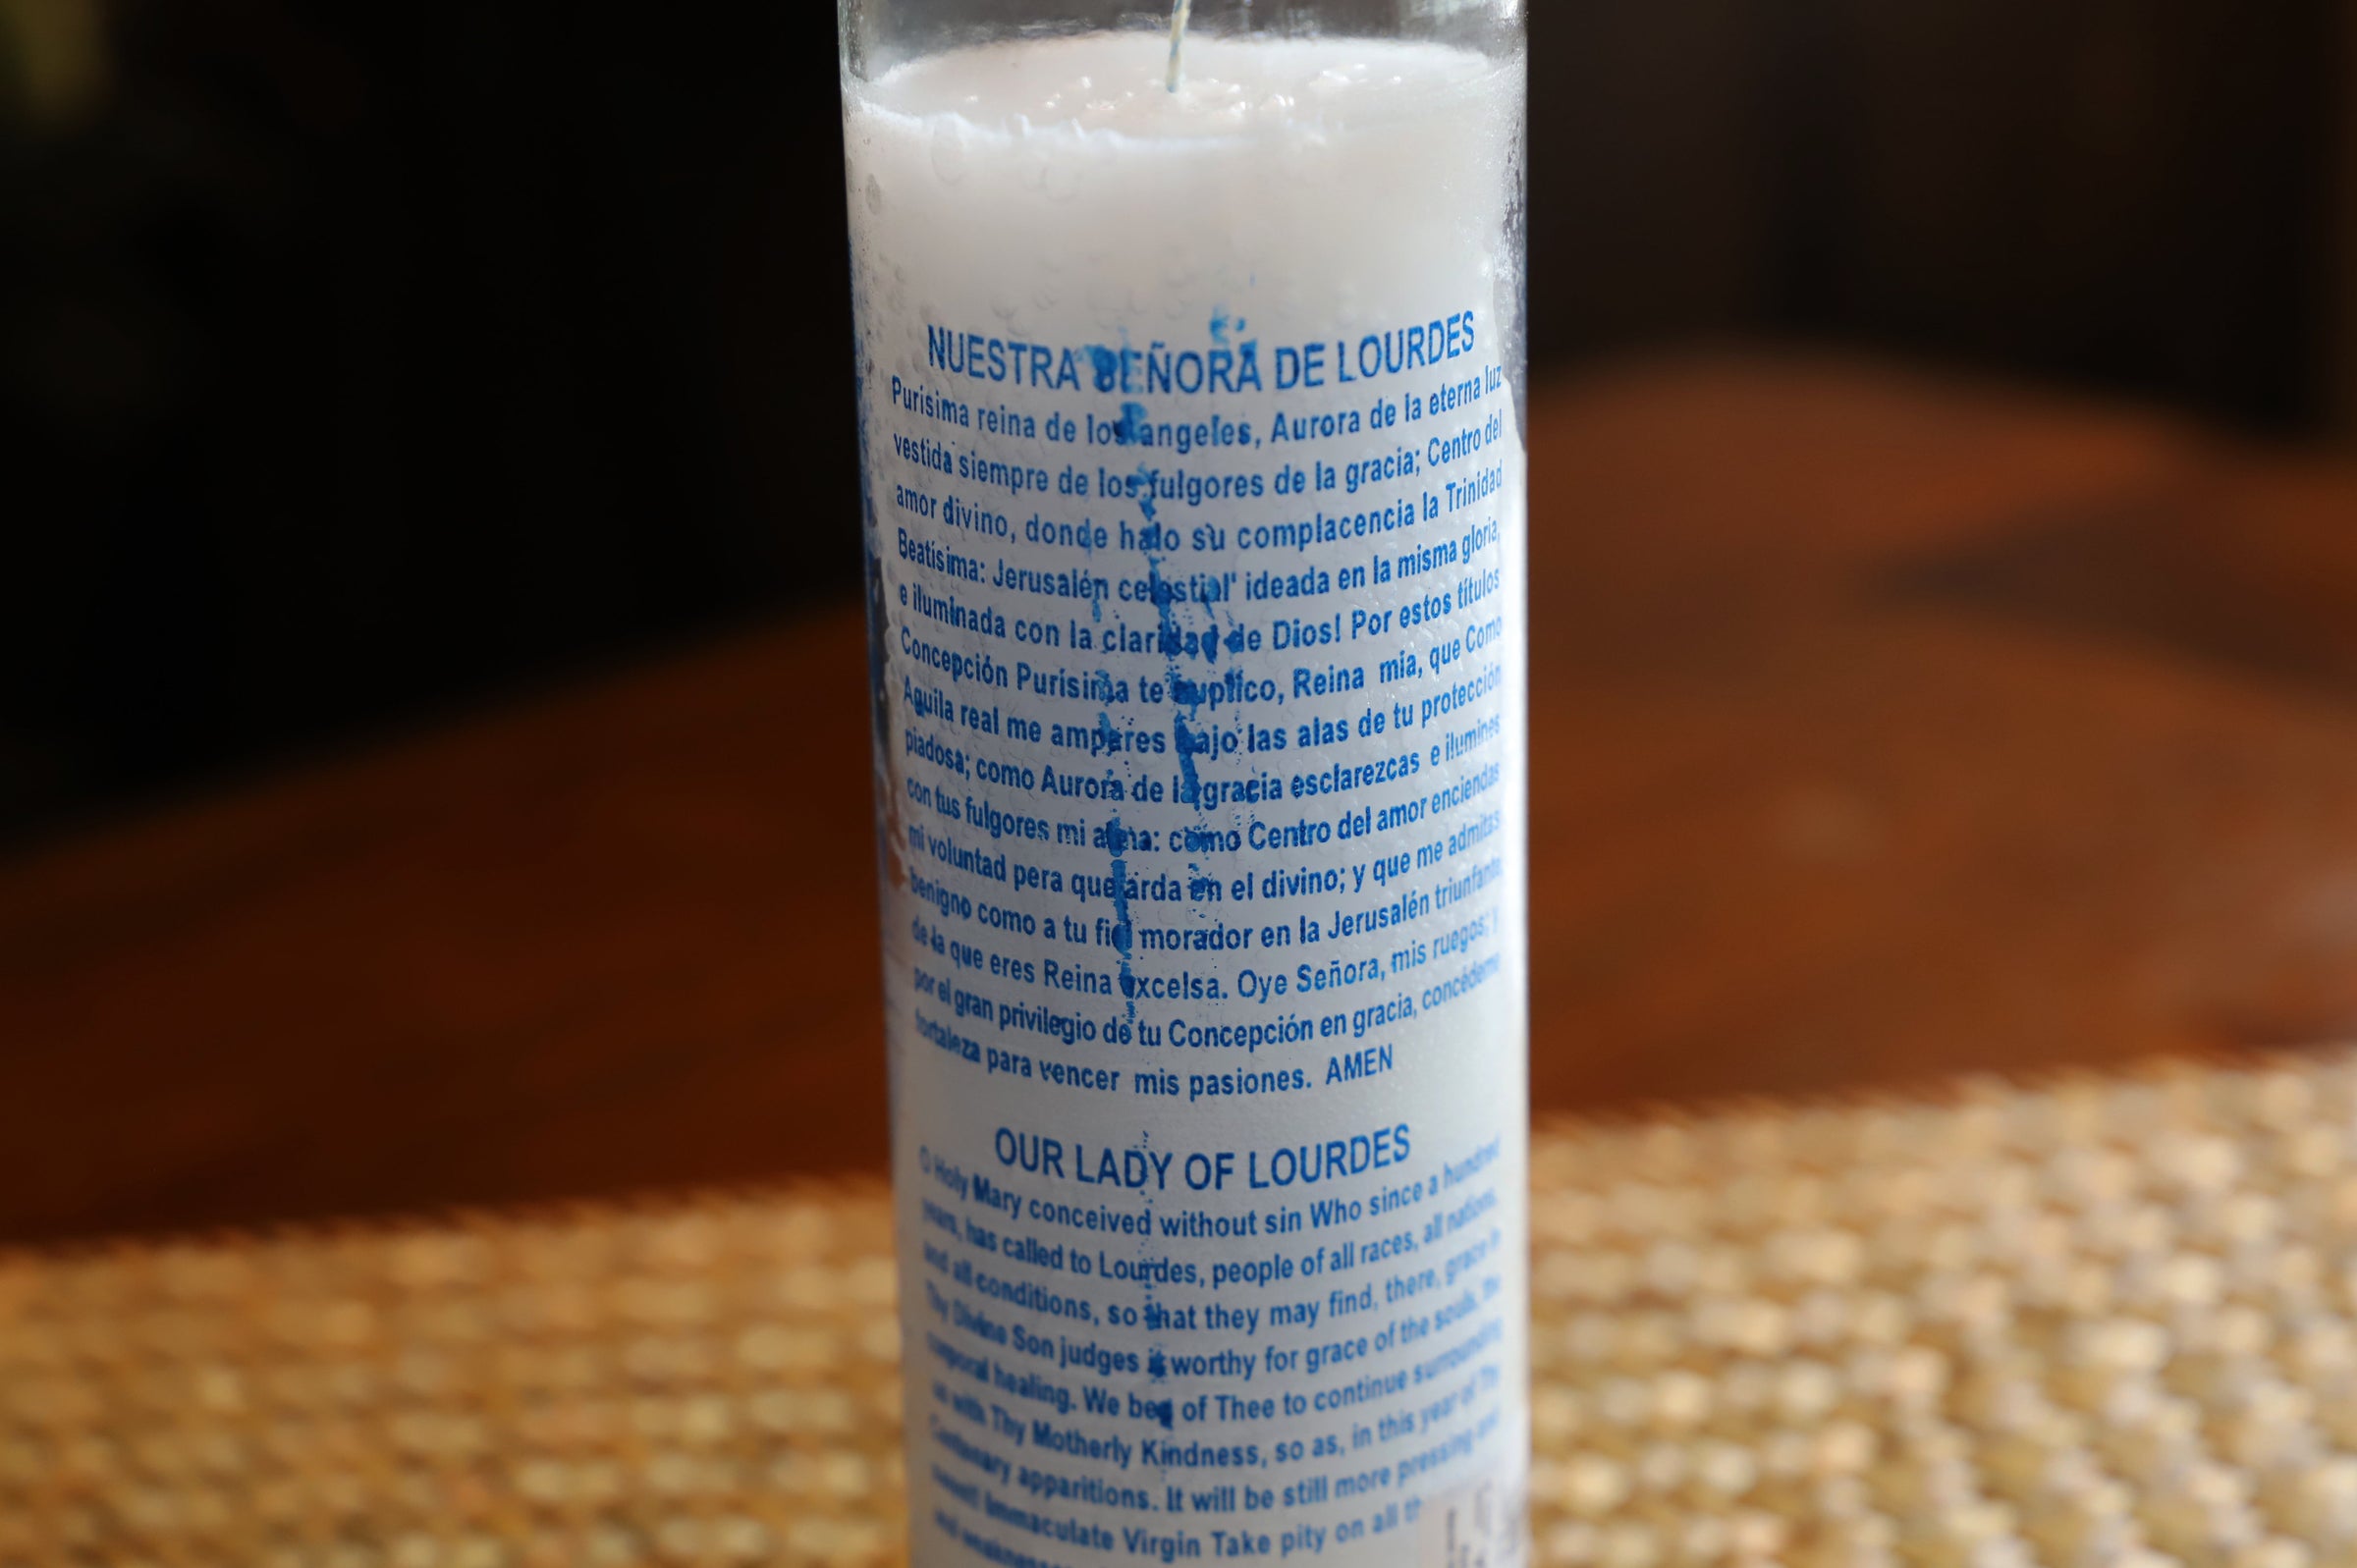 NUESTRA SEÑORA DE LOURDES
Purísima reina de los angeles, Aurora de la eterna luz
vestida siempre de los fulgores de la gracia; Centro del
amor divino, donde halo su complacencia la Trinidad
Beatísima: Jerusalén celestial' ideada en la misma gloria,
e iluminada con la claridad de Dios! Por estos títulos
Concepción Purísima te suplico, Reina mía, que Como
Aguila real me ampares bajo las alas de tu protección
piadosa; como Aurora de la gracia esclarezcas e ilumines
con tus fulgores mi alma: como Centro del amor enciendas
mi voluntad pera que arda en el divino; y que me admitas
benigno como a tu fiel morador en la Jerusalén triunfante
de la que eres Reina excelsa. Oye Señora, mis ruegos; y
por el gran privilegio de tu Concepción en gracia, concédeme
fortaleza para vencer mis pasiones. AMEN
OUR LADY OF LOURDES
O Holy Mary conceived without sin Who since a hundred
years, has called to Lourdes, people of all races, all nations,
and all conditions, so that they may find, there, grace in
Thy Divine Son judges it worthy for grace of the souls, the
corporal healing. We beg of Thee to continue surrounding
us with Thy Motherly Kindness, so as, in this year of Thy
Centenary apparitions. It will be still more pressing and
sweet! Immaculate Virgin Take pity on all
and